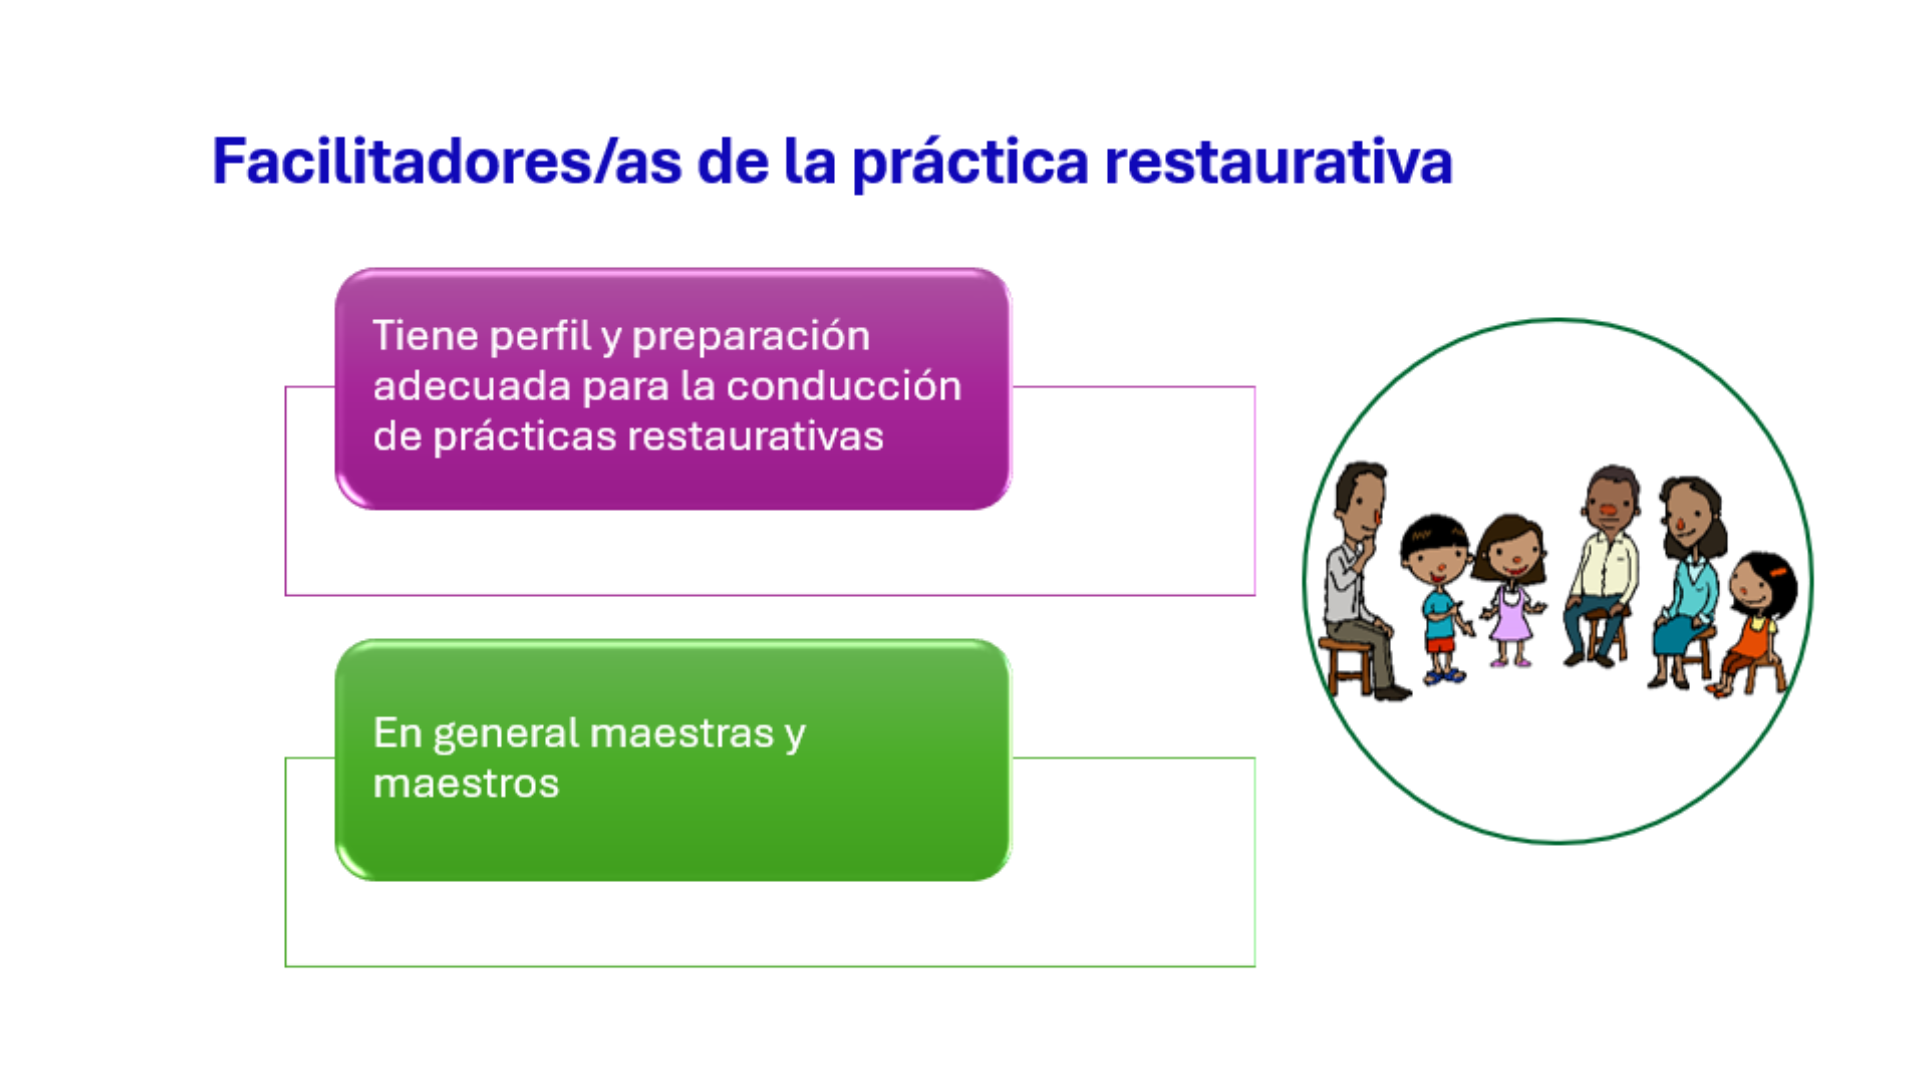 Facilitadores/as de la práctica restaurativa
Tiene perfil y preparación
adecuada para la conducción
de prácticas restaurativas
En general maestras y
maestros